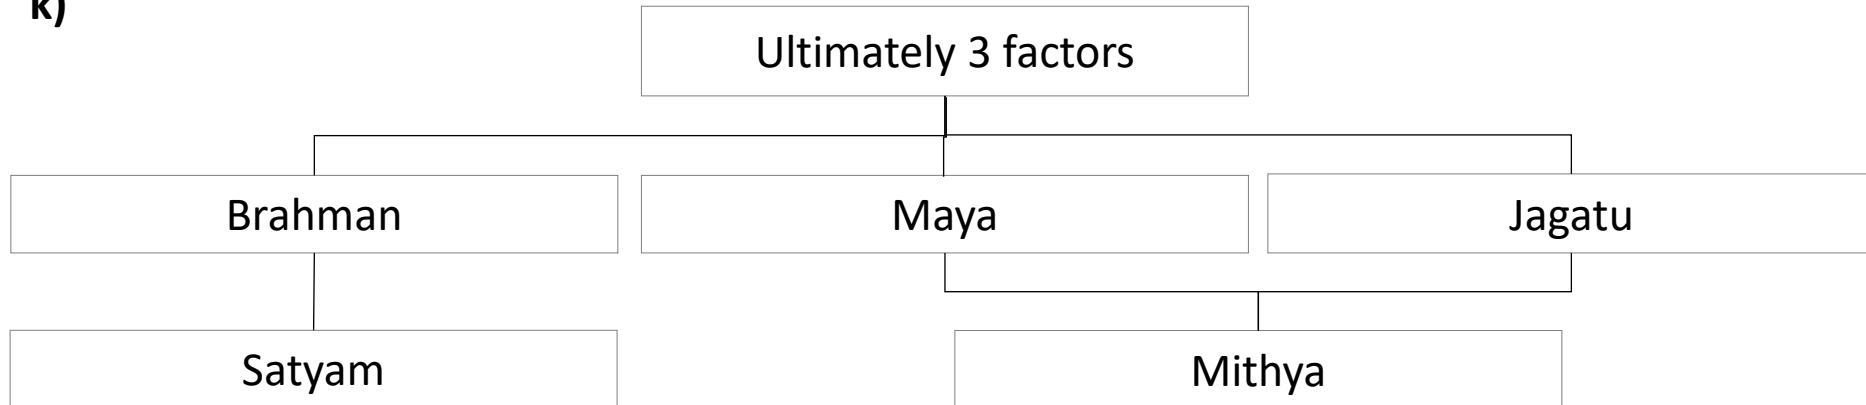 k)
Ultimately 3 factors
Brahman
Maya
Jagatu
Satyam
Mithya